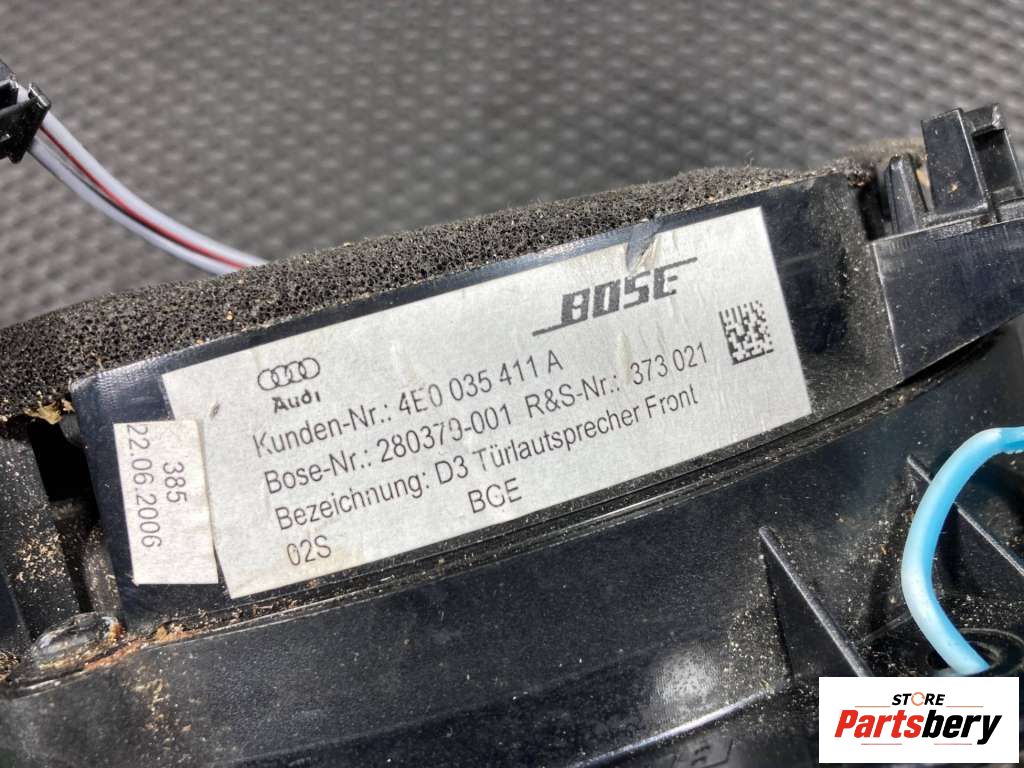 BOSE
Audi
Kunden-Nr.: 4E0 035 411 A
Bose-Nr.: 280379-001 R&S-Nr.: 373 021
Bezeichnung: D3 Türlautsprecher Front
02S BGE
385
22.06.2006
STORE
Partsbery